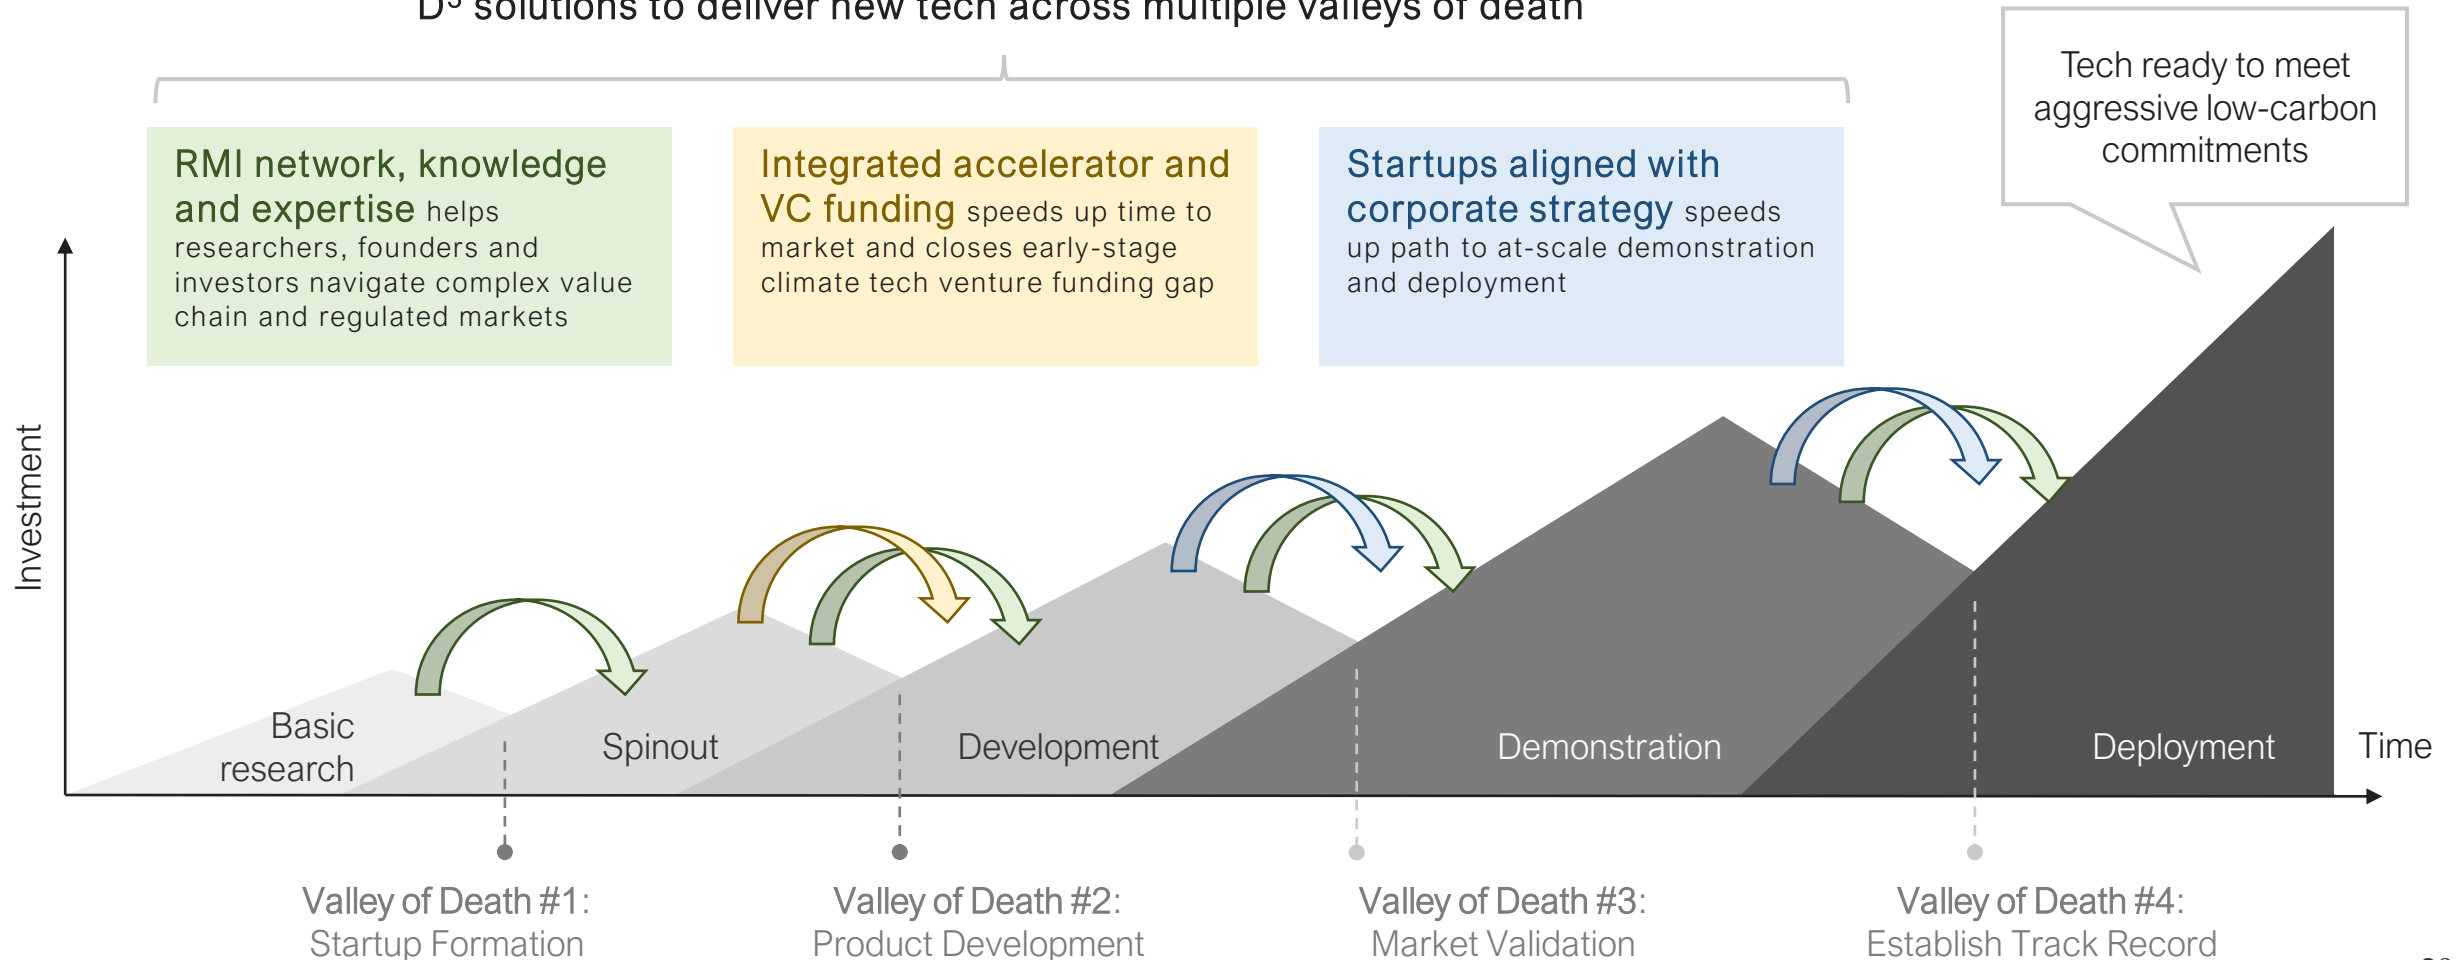 D³ solutions to deliver new tech across multiple valleys of death
Tech ready to meet
aggressive low-carbon
commitments
RMI network, knowledge
and expertise helps
researchers, founders and
investors navigate complex value
chain and regulated markets
Integrated accelerator and
VC funding speeds up time to
market and closes early-stage
climate tech venture funding gap
Startups aligned with
corporate strategy speeds
up path to at-scale demonstration
and deployment
Investment
Basic
research
Spinout
Development
Demonstration
Deployment
Time
Valley of Death #1:
Startup Formation
Valley of Death #2:
Product Development
Valley of Death #3:
Market Validation
Valley of Death #4:
Establish Track Record